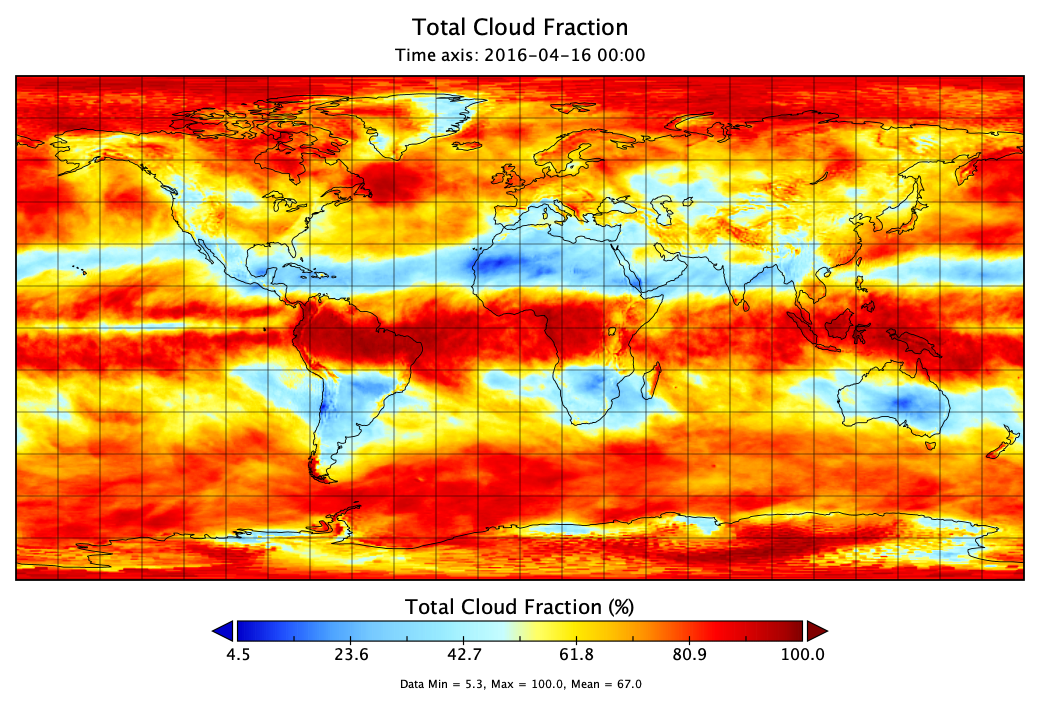 Total Cloud Fraction
Time axis: 2016-04-16 00:00
Total Cloud Fraction (%)
4.5 23.6 42.7 61.8 80.9 100.0
Data Min = 5.3, Max = 100.0, Mean = 67.0